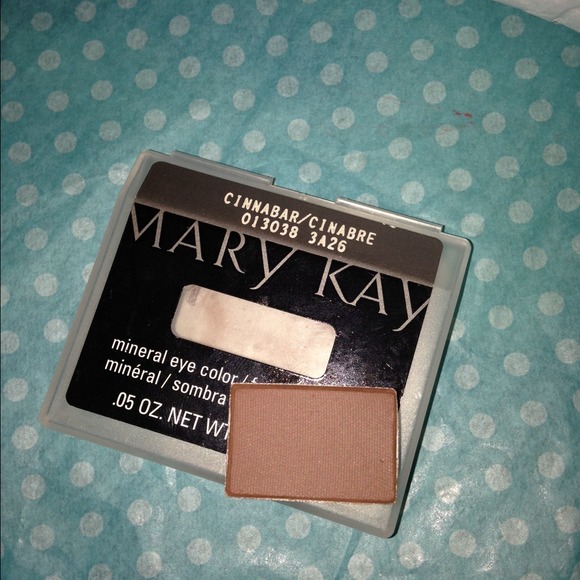 CINNABAR/CINABRE
013038 3A26
MARY KAY
mineral eye color /
minéral / sombra
.05 OZ. NET WT